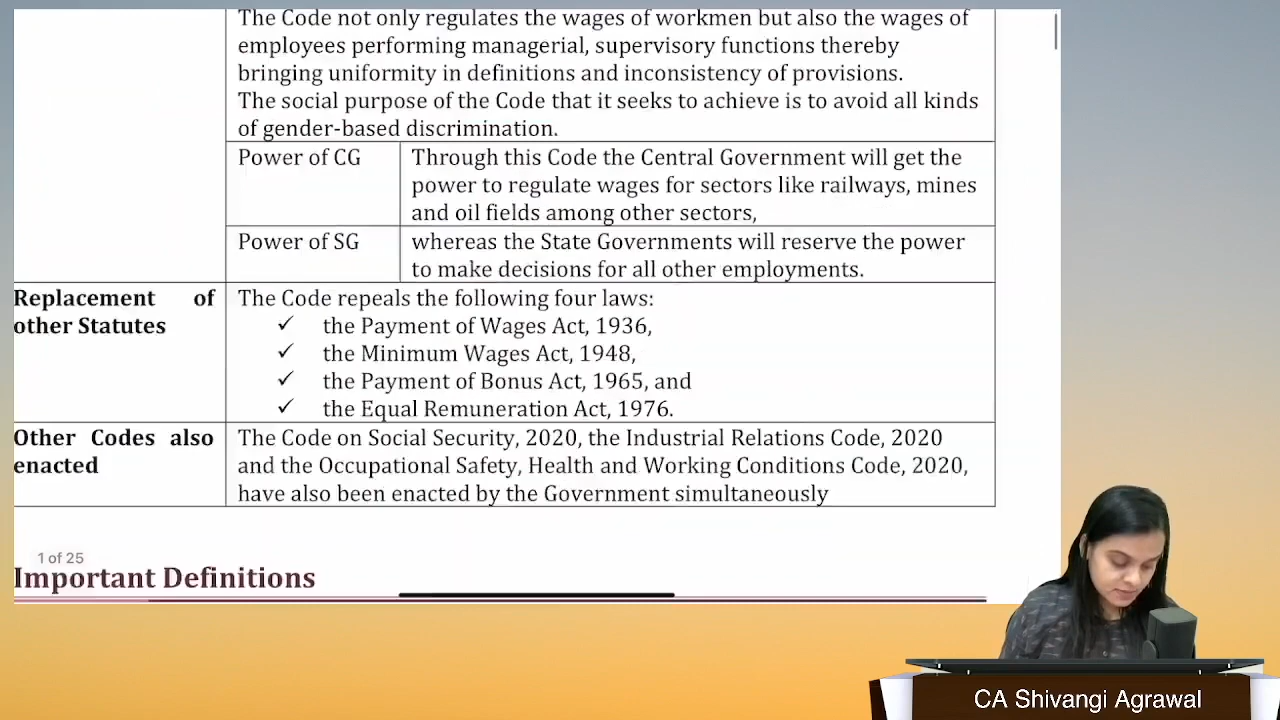 The Code not only regulates the wages of workmen but also the wages of
employees performing managerial, supervisory functions thereby
bringing uniformity in definitions and inconsistency of provisions.
The social purpose of the Code that it seeks to achieve is to avoid all kinds
of gender-based discrimination.
Power of CG
Through this Code the Central Government will get the
power to regulate wages for sectors like railways, mines
and oil fields among other sectors,
Power of SG
whereas the State Governments will reserve the power
to make decisions for all other employments.
Replacement of
other Statutes
The Code repeals the following four laws:
✓ the Payment of Wages Act, 1936,
✓ the Minimum Wages Act, 1948,
✓ the Payment of Bonus Act, 1965, and
✓ the Equal Remuneration Act, 1976.
Other Codes also
enacted
The Code on Social Security, 2020, the Industrial Relations Code, 2020
and the Occupational Safety, Health and Working Conditions Code, 2020,
have also been enacted by the Government simultaneously
1 of 25
Important Definitions
CA Shivangi Agrawal